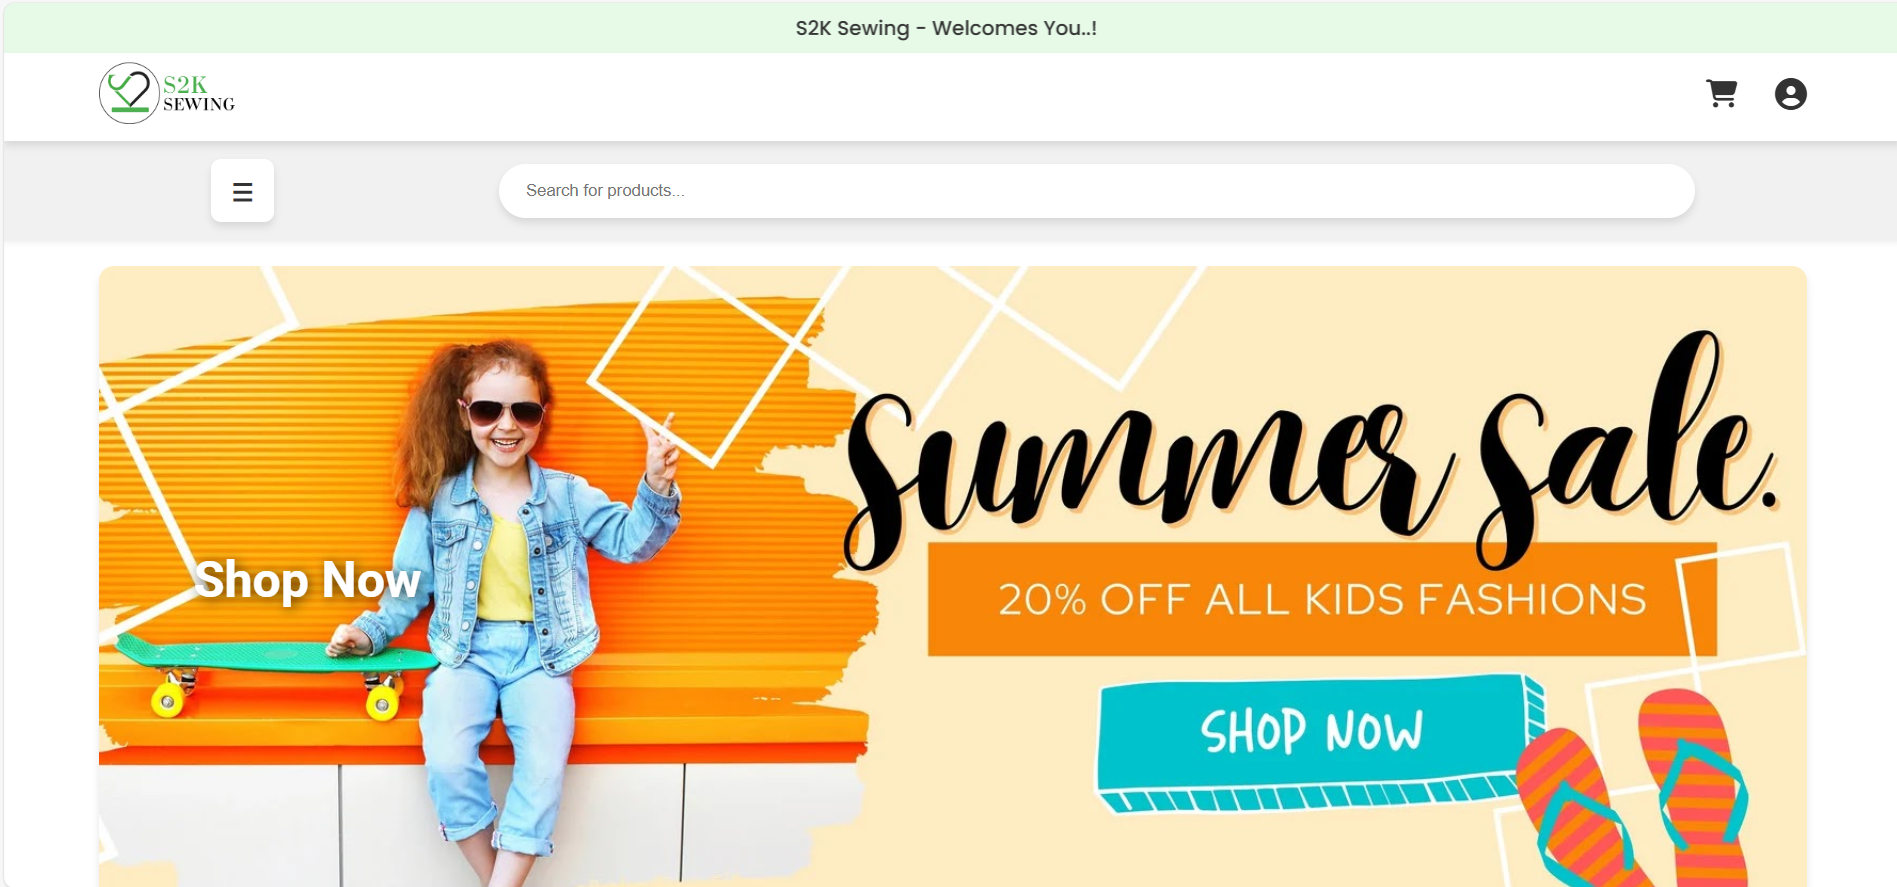 S2K Sewing - Welcomes You..!
S2K
SEWING
Search for products...
summer sale.
20% OFF ALL KIDS FASHIONS
Shop Now
SHOP NOW